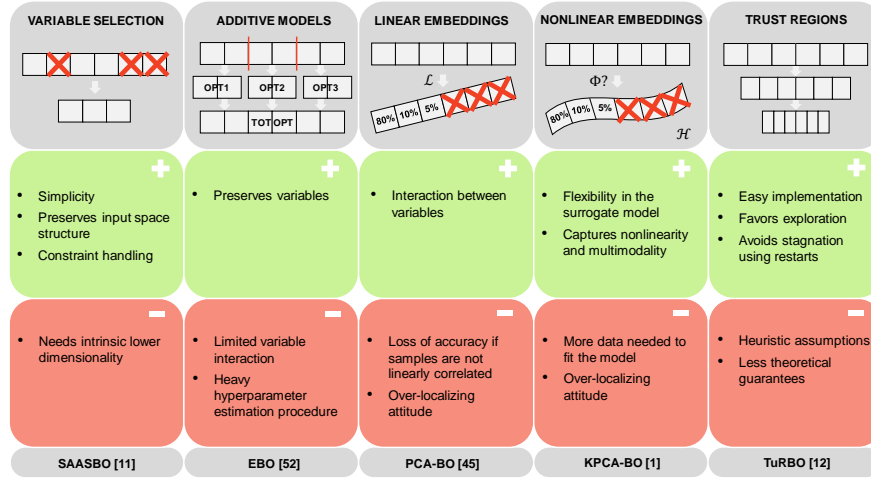 VARIABLE SELECTION
ADDITIVE MODELS
LINEAR EMBEDDINGS
NONLINEAR EMBEDDINGS
TRUST REGIONS
OPT1
OPT2
OPT3
TOT OPT
ℒ
80%
10%
5%
Φ?
80%
10%
5%
ℋ
• Simplicity
• Preserves input space
structure
• Constraint handling
• Preserves variables
• Interaction between
variables
• Flexibility in the
surrogate model
• Captures nonlinearity
and multimodality
• Easy implementation
• Favors exploration
• Avoids stagnation
using restarts
• Needs intrinsic lower
dimensionality
• Limited variable
interaction
• Heavy
hyperparameter
estimation procedure
• Loss of accuracy if
samples are not
linearly correlated
• Over-localizing
attitude
• More data needed to
fit the model
• Over-localizing
attitude
• Heuristic assumptions
• Less theoretical
guarantees
SAASBO [11]
EBO [52]
PCA-BO [45]
KPCA-BO [1]
TuRBO [12]